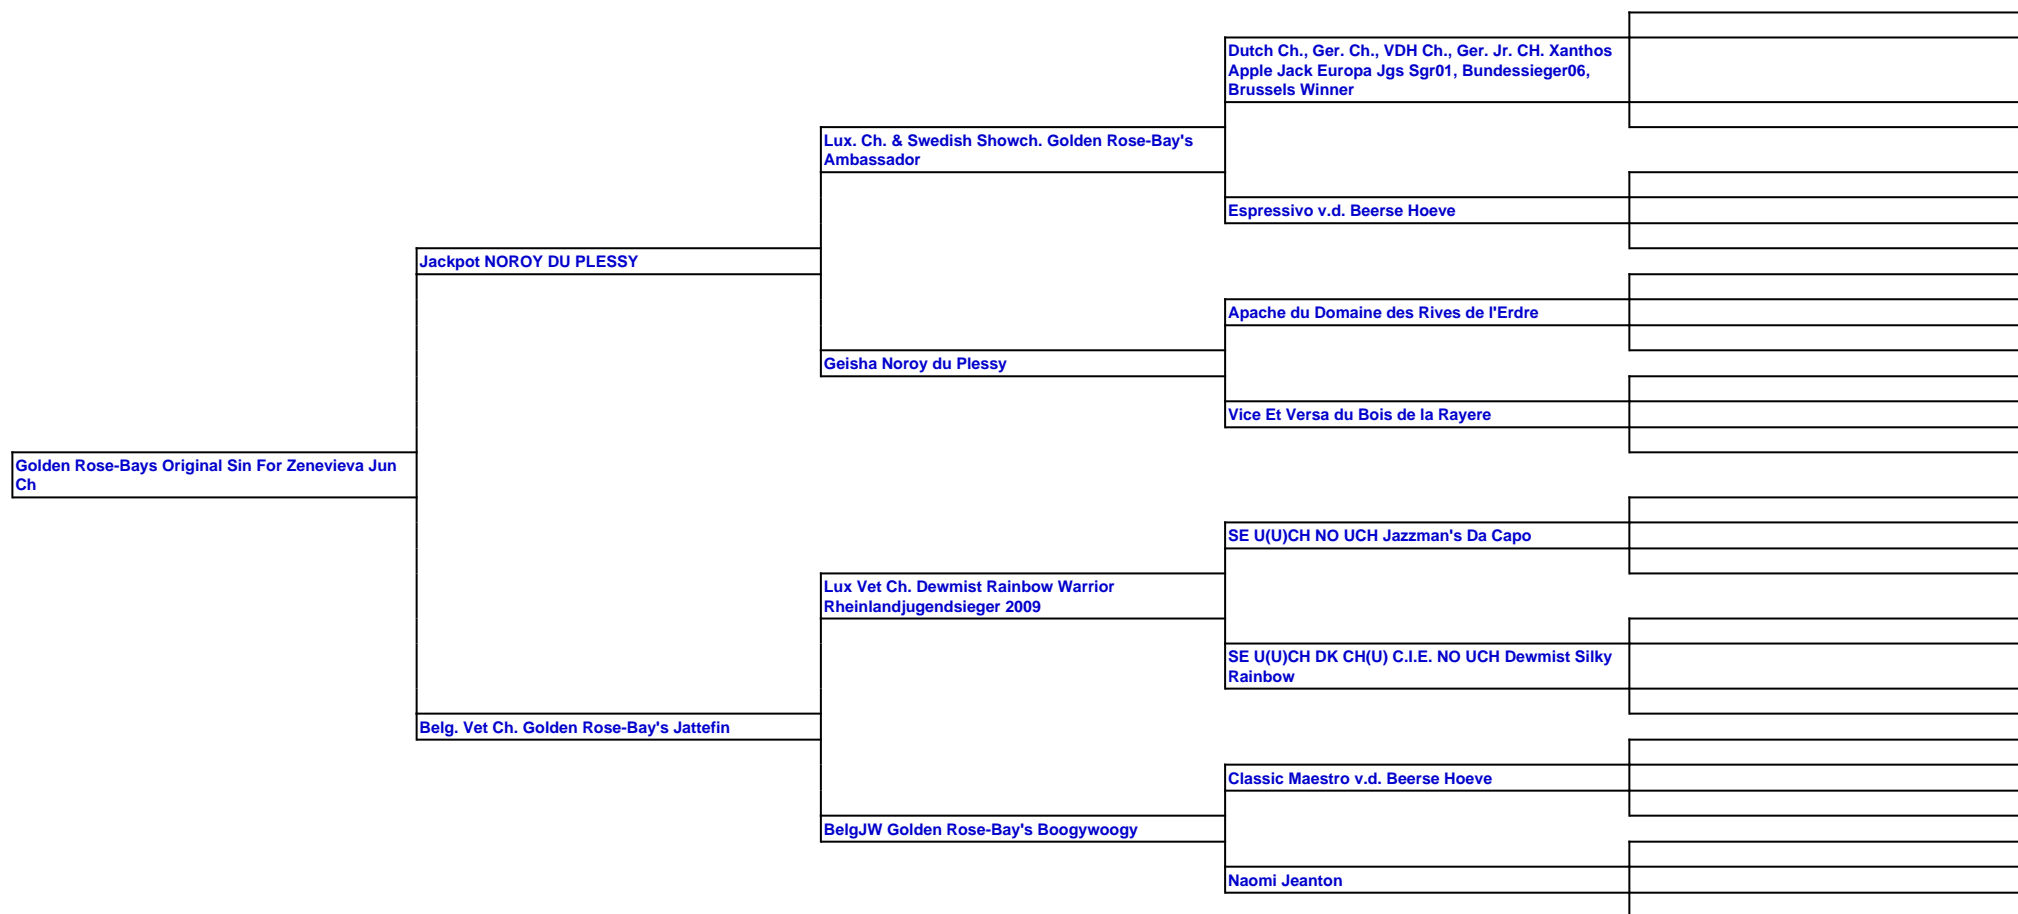 Dutch Ch., Ger. Ch., VDH Ch., Ger. Jr. CH. Xanthos
Apple Jack Europa Jgs Sgr01, Bundessieger06,
Brussels Winner
Lux. Ch. & Swedish Showch. Golden Rose-Bay's
Ambassador
Espressivo v.d. Beerse Hoeve
Jackpot NOROY DU PLESSY
Apache du Domaine des Rives de l'Erdre
Geisha Noroy du Plessy
Vice Et Versa du Bois de la Rayere
Golden Rose-Bays Original Sin For Zenevieva Jun
Ch
SE U(U)CH NO UCH Jazzman's Da Capo
Lux Vet Ch. Dewmist Rainbow Warrior
Rheinlandjugendsieger 2009
SE U(U)CH DK CH(U) C.I.E. NO UCH Dewmist Silky
Rainbow
Belg. Vet Ch. Golden Rose-Bay's Jattefin
Classic Maestro v.d. Beerse Hoeve
BelgJW Golden Rose-Bay's Boogywoogy
Naomi Jeanton